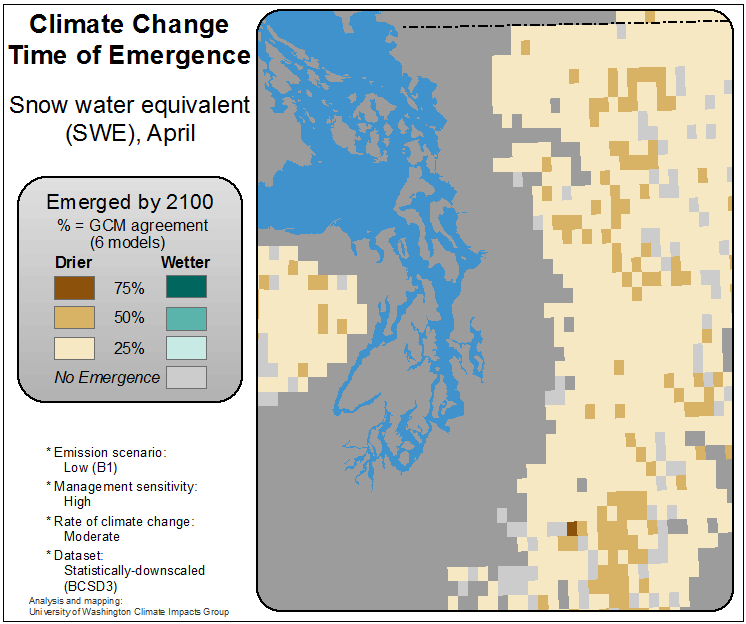 Climate Change
Time of Emergence
Snow water equivalent
(SWE), April
Emerged by 2100
% = GCM agreement
(6 models)
Drier Wetter
75%
50%
25%
No Emergence
* Emission scenario:
Low (B1)
* Management sensitivity:
High
* Rate of climate change:
Moderate
* Dataset:
Statistically-downscaled
(BCSD3)
Analysis and mapping:
University of Washington Climate Impacts Group